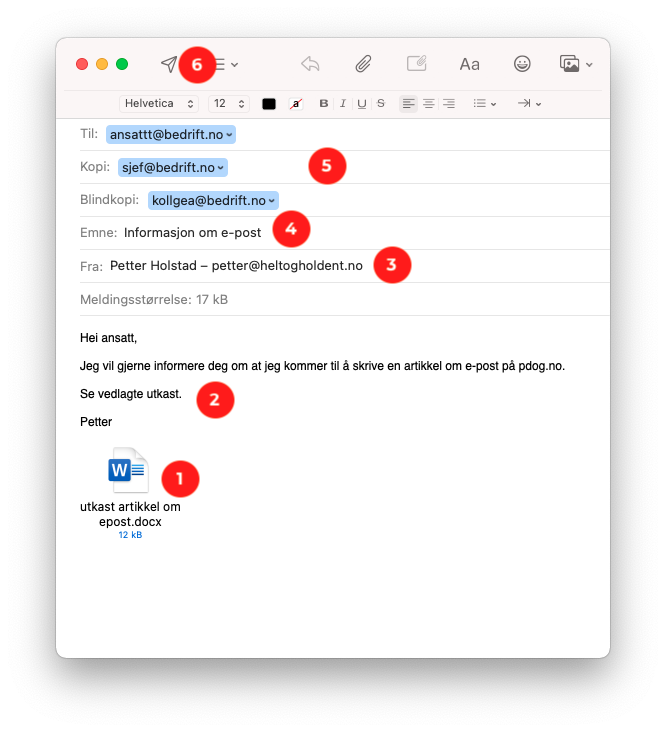 6
Aa
Helvetica 12 a B I U S
Til: ansattt@bedrift.no
Kopi: sjef@bedrift.no 5
Blindkopi: kollgea@bedrift.no
Emne: Informasjon om e-post 4
Fra: Petter Holstad – petter@heltogholdent.no 3
Meldingsstørrelse: 17 kB
Hei ansatt,
Jeg vil gjerne informere deg om at jeg kommer til å skrive en artikkel om e-post på pdog.no.
Se vedlagte utkast. 2
Petter
W 1
utkast artikkel om
epost.docx
12 kB